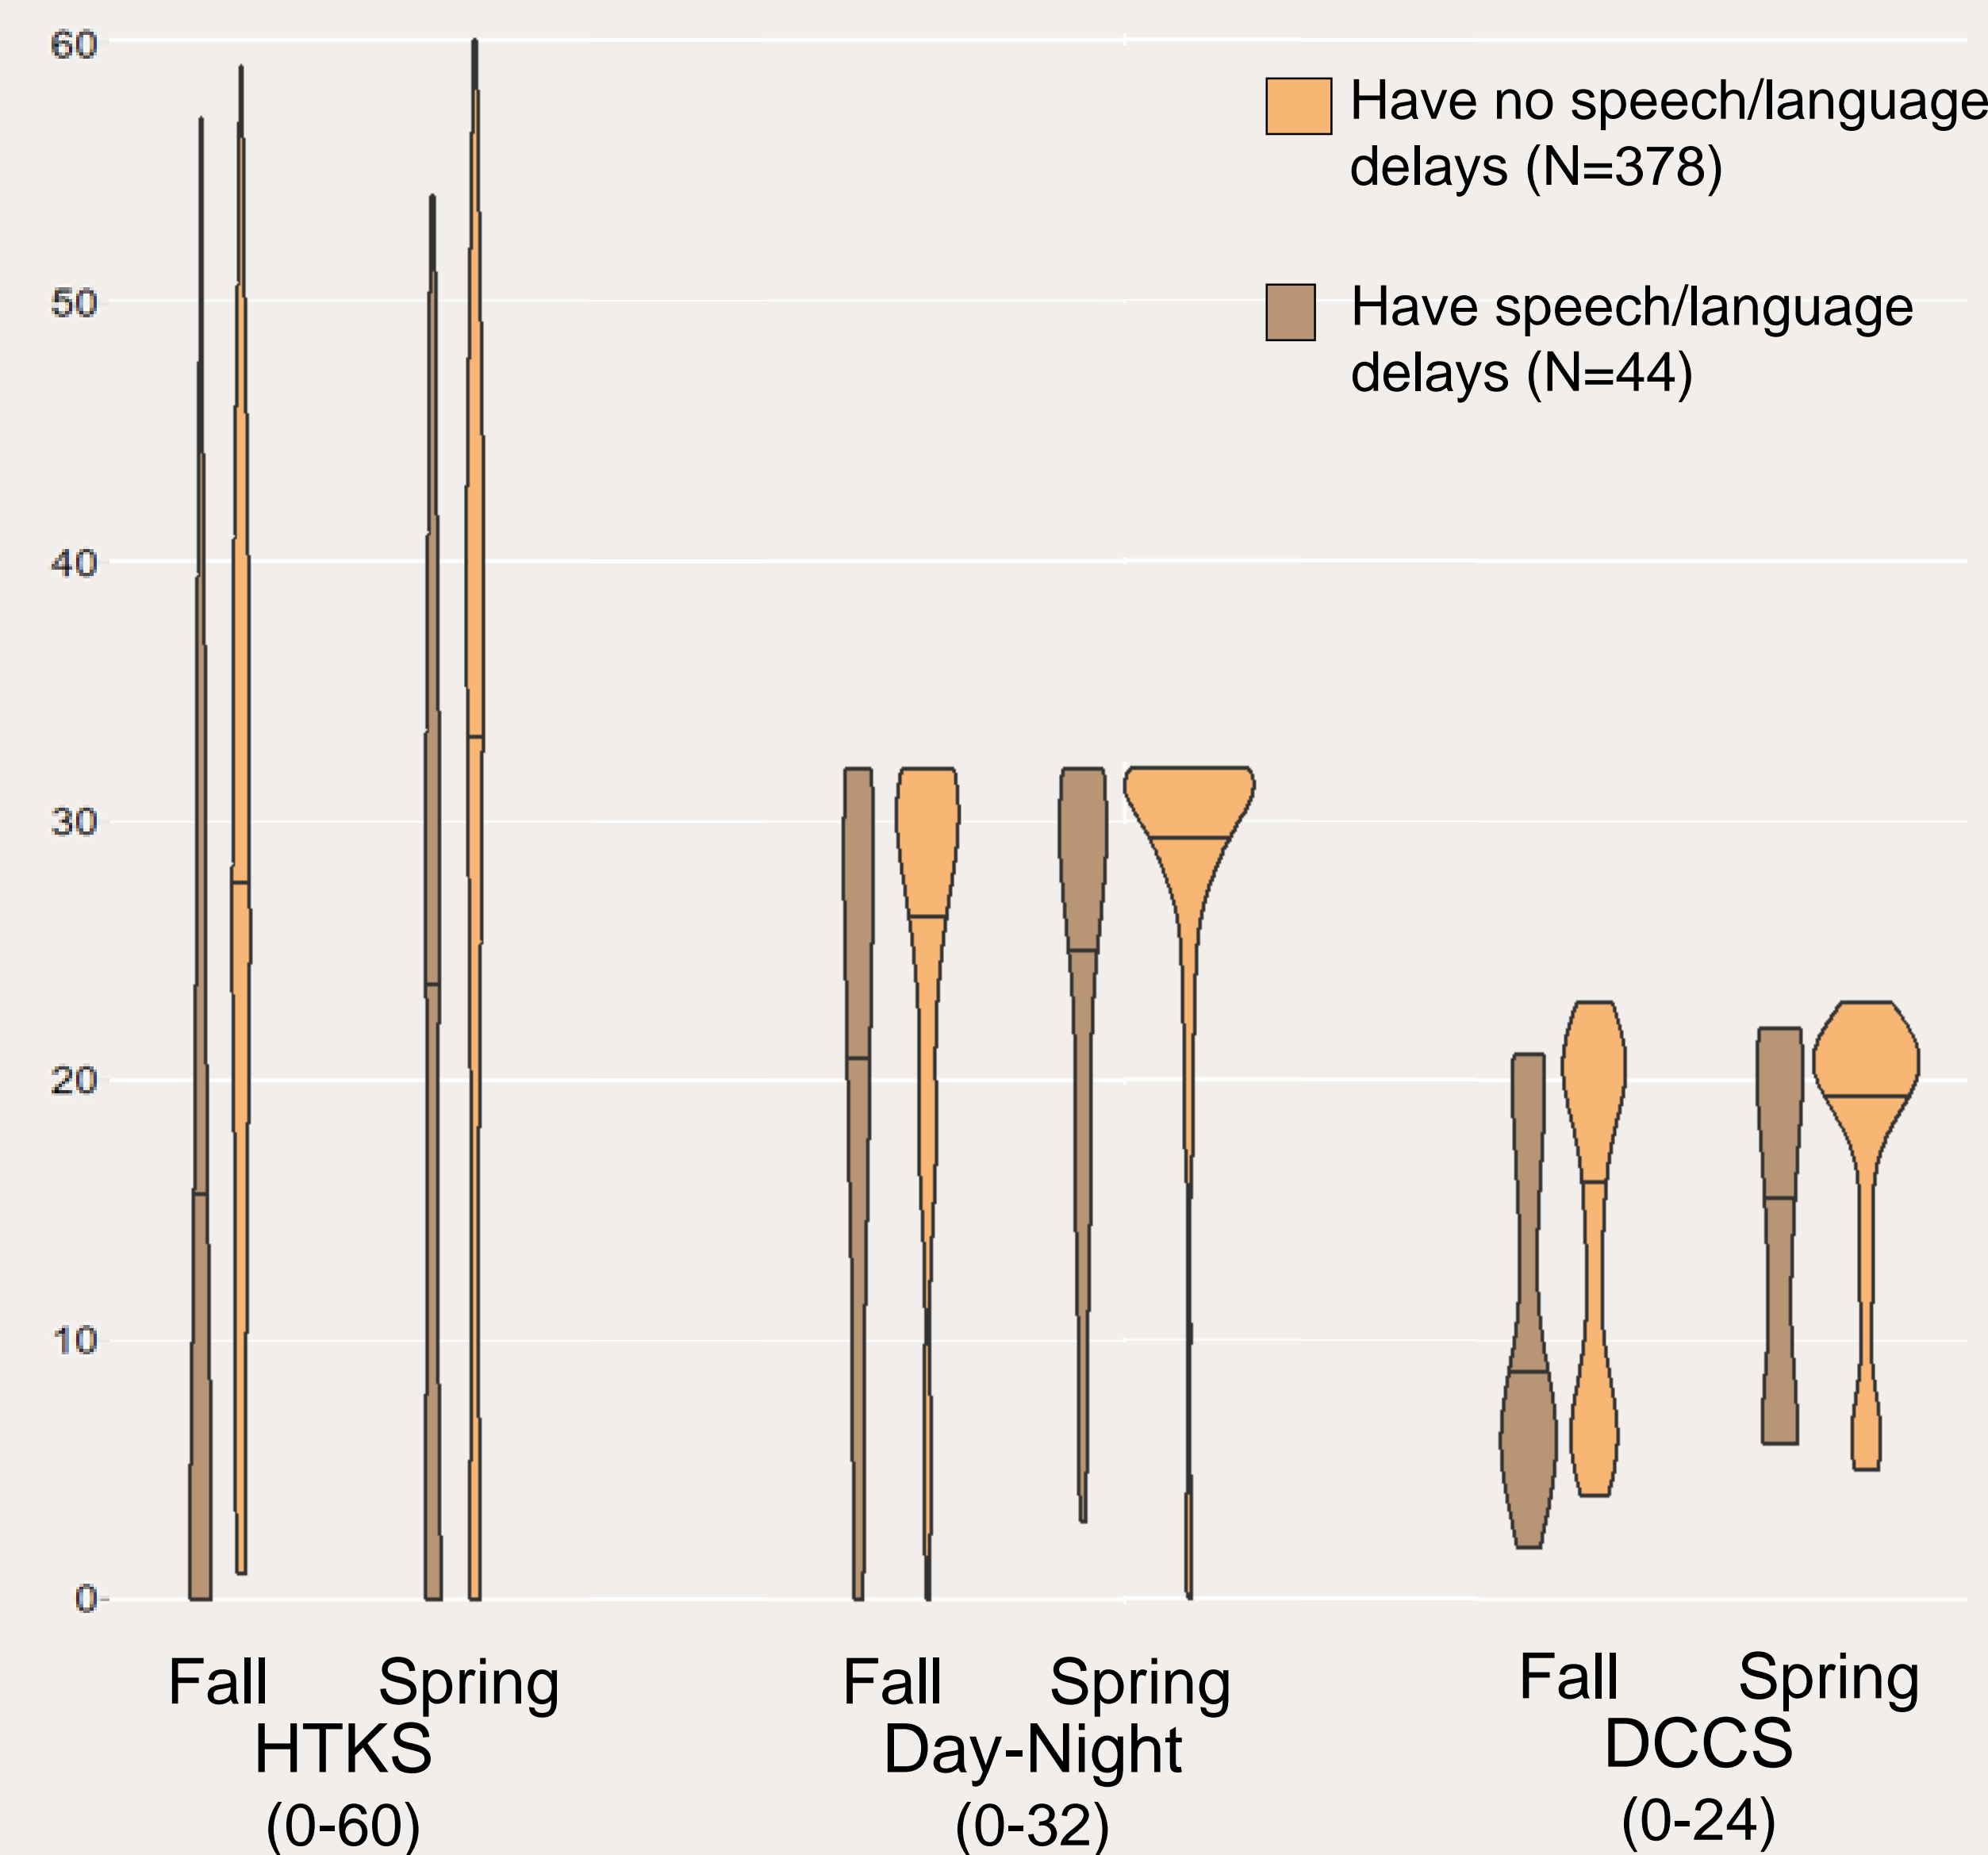 60
Have no speech/language
delays (N=378)
50
Have speech/language
delays (N=44)
40
30
20
10
0
Fall Spring Fall Spring Fall Spring
HTKS Day-Night DCCS
(0-60) (0-32) (0-24)